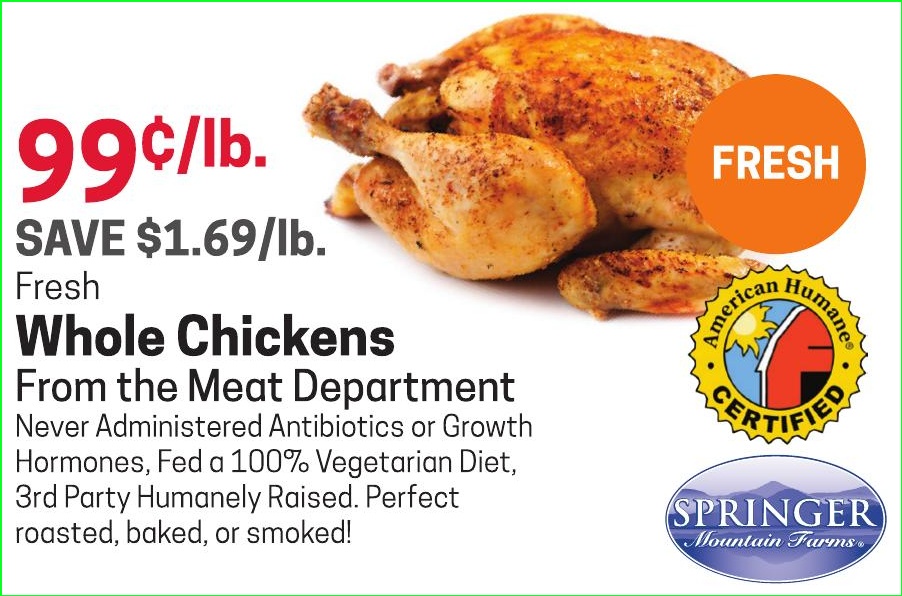 99¢/lb.
SAVE $1.69/lb.
Fresh
Whole Chickens
From the Meat Department
Never Administered Antibiotics or Growth
Hormones, Fed a 100% Vegetarian Diet,
3rd Party Humanely Raised. Perfect
roasted, baked, or smoked!
FRESH
American Humane®
CERTIFIED
SPRINGER
Mountain Farms®